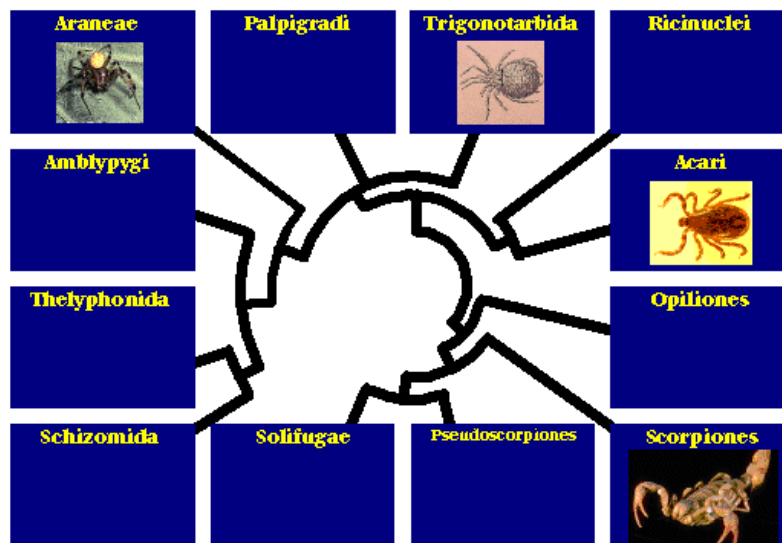 Araneae
Palpigradi
Trigonotarbida
Ricinuclei
Amblypygi
Acari
Thelyphonida
Opiliones
Schizomida
Solifugae
Pseudoscorpiones
Scorpiones